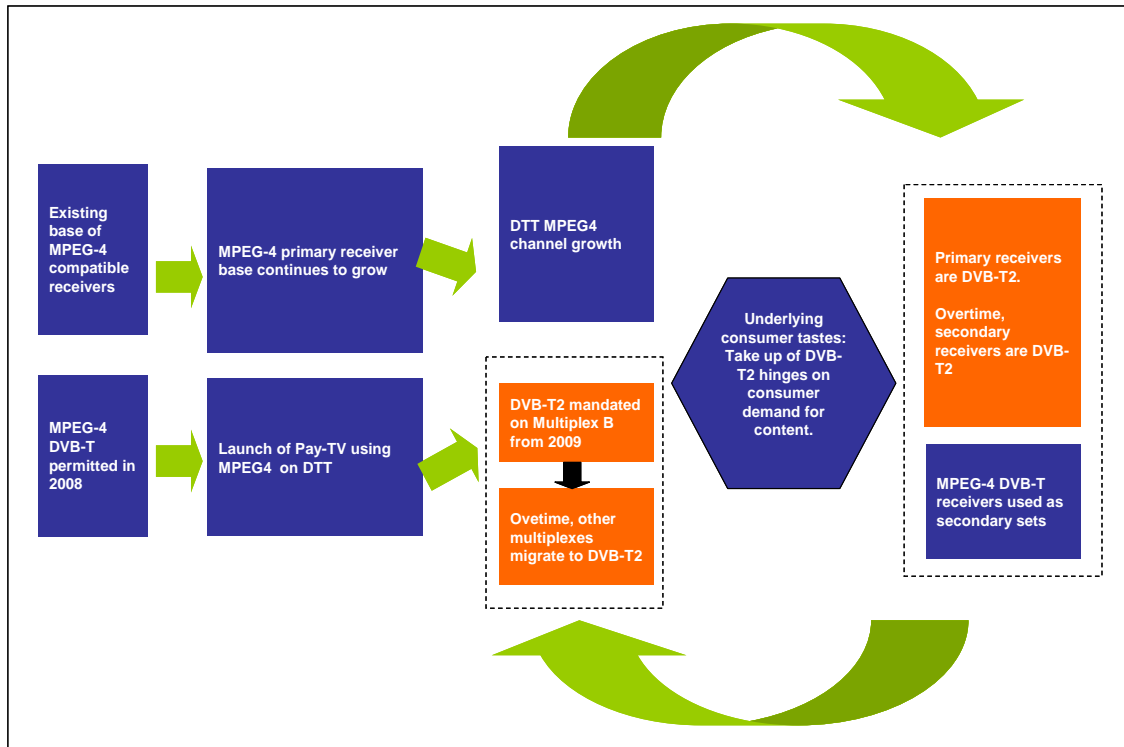 Existing
base of
MPEG-4
compatible
receivers
MPEG-4 primary receiver
base continues to grow
DTT MPEG4
channel growth
MPEG-4
DVB-T
permitted in
2008
Launch of Pay-TV using
MPEG4 on DTT
DVB-T2 mandated
on Multiplex B
from 2009
Ovetime, other
multiplexes
migrate to DVB-T2
Underlying
consumer tastes:
Take up of DVB-
T2 hinges on
consumer
demand for
content.
Primary receivers
are DVB-T2.
Overtime,
secondary
receivers are DVB-
T2
MPEG-4 DVB-T
receivers used as
secondary sets